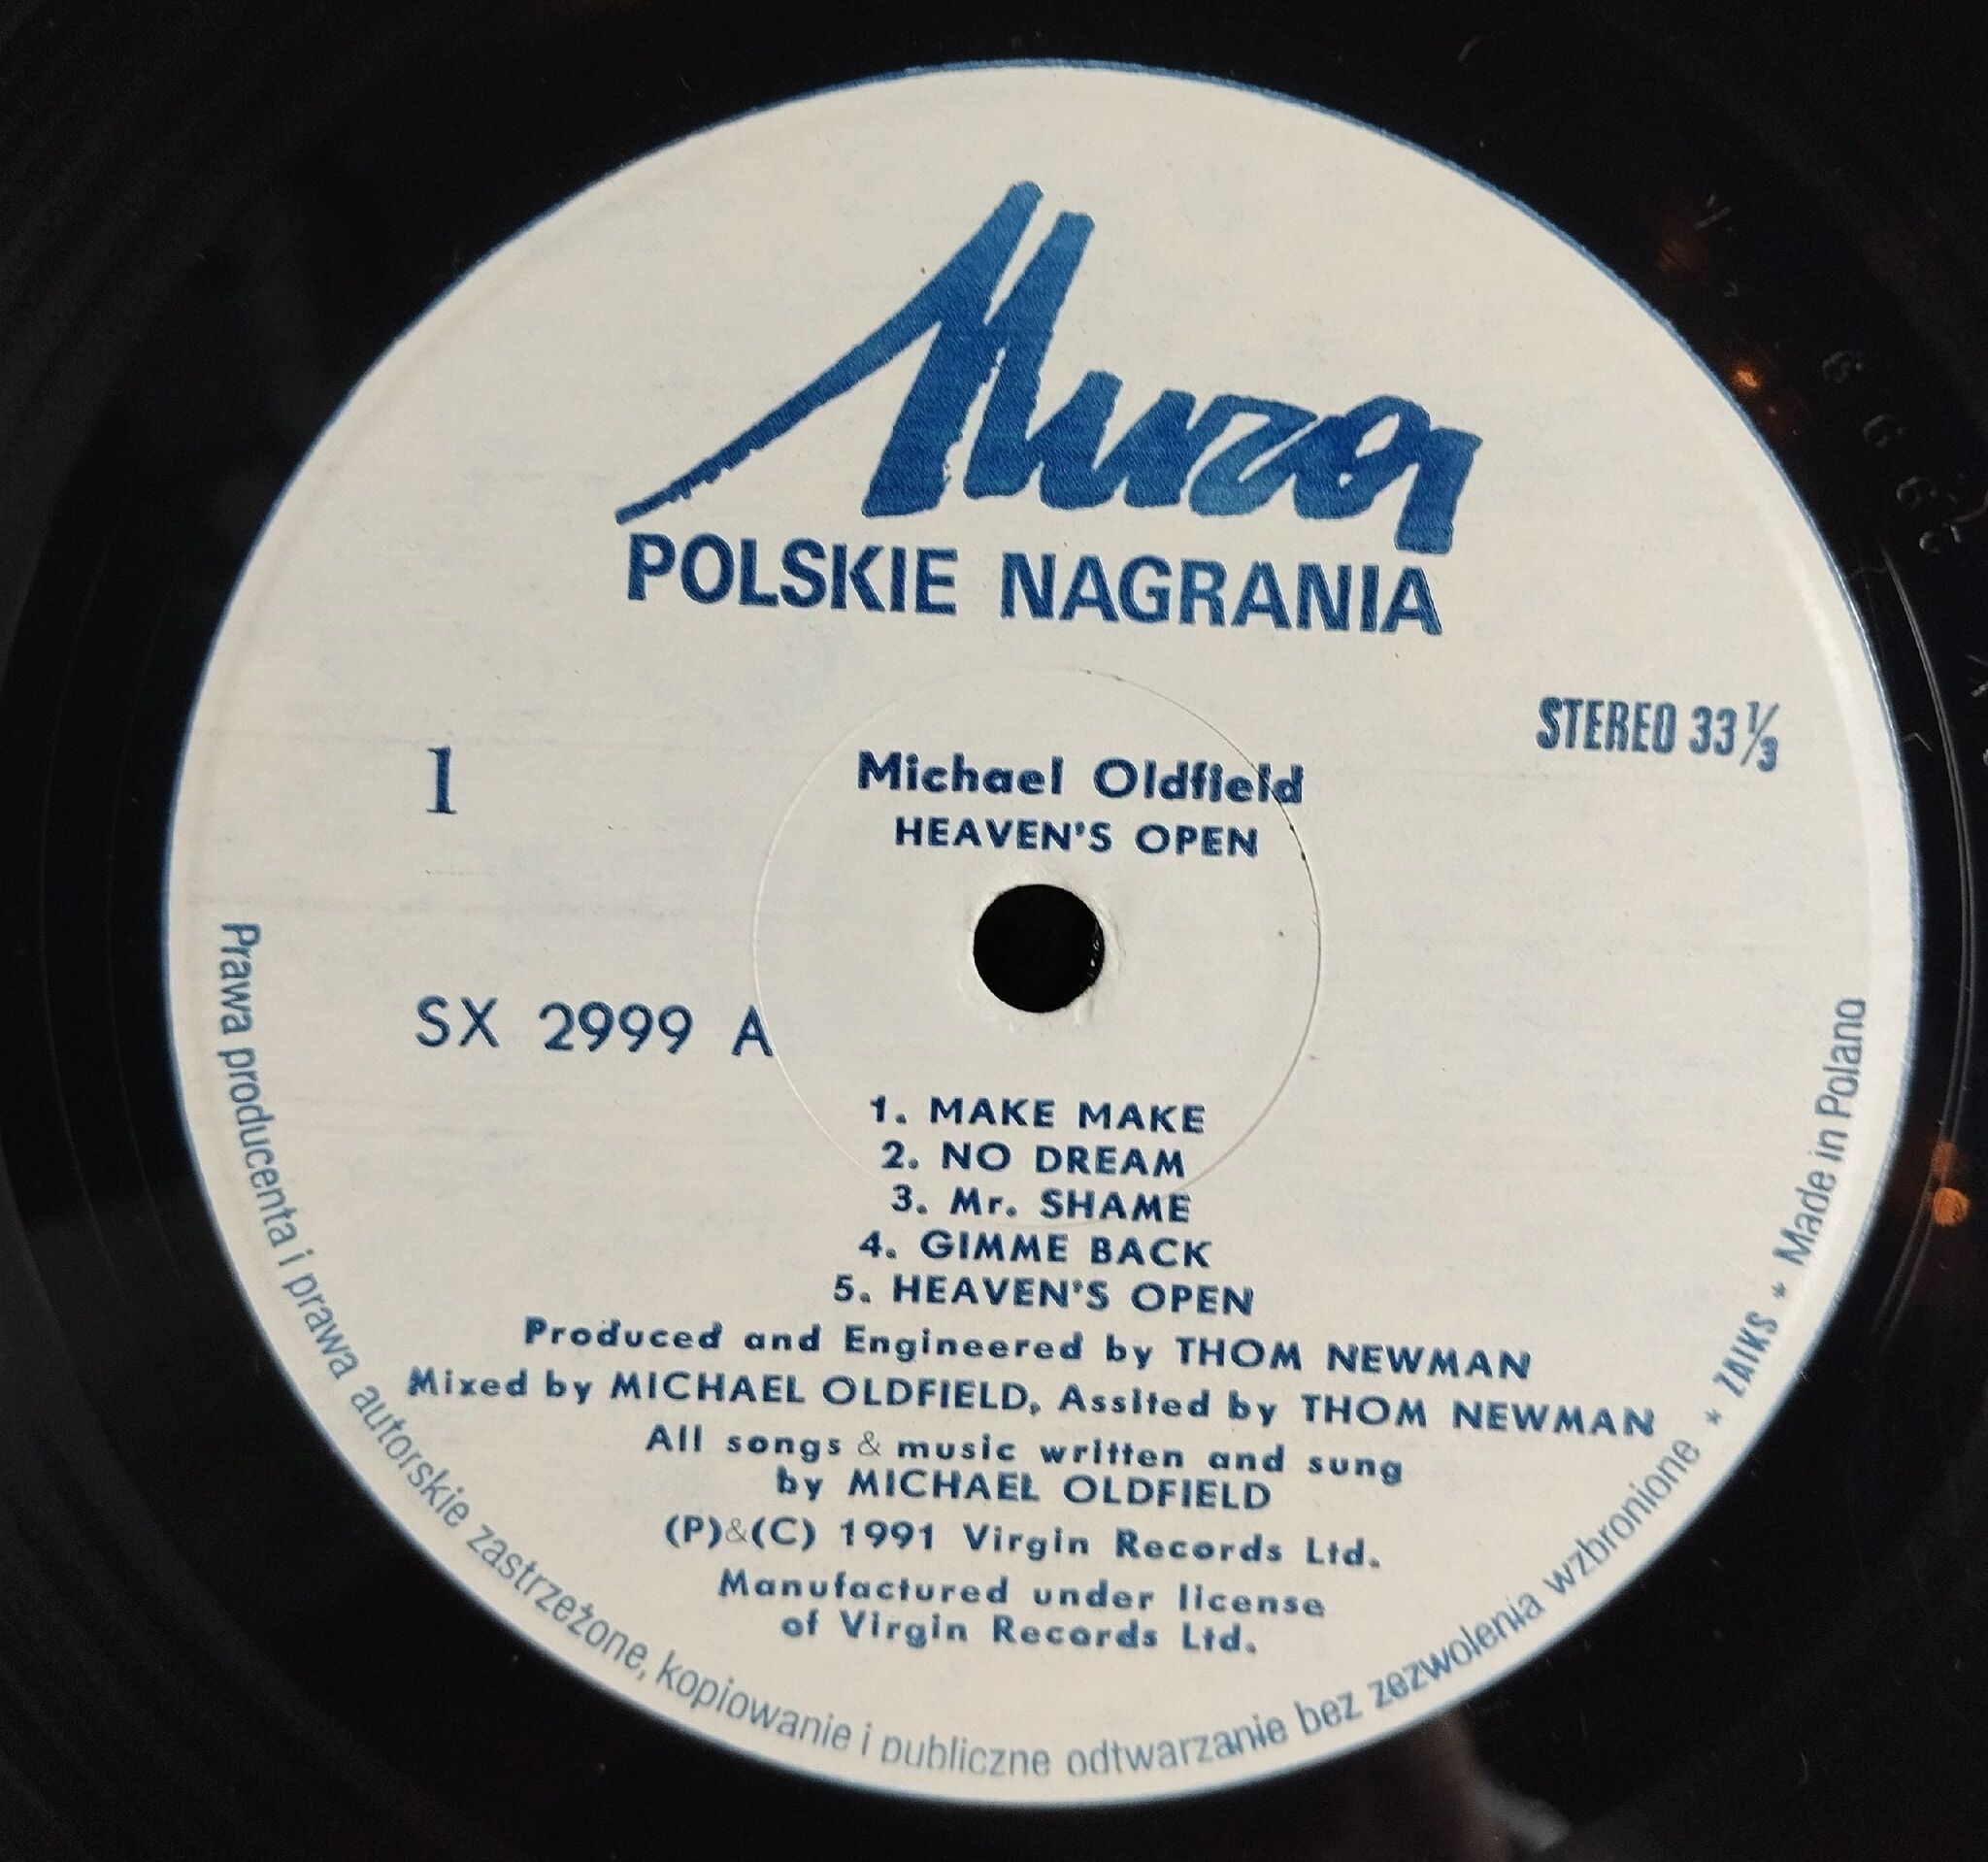 Muza
POLSKIE NAGRANIA
STEREO 33⅓
1
Michael Oldfield
HEAVEN'S OPEN
SX 2999 A
1. MAKE MAKE
2. NO DREAM
3. Mr. SHAME
4. GIMME BACK
5. HEAVEN'S OPEN
Produced and Engineered by THOM NEWMAN
Mixed by MICHAEL OLDFIELD, Assited by THOM NEWMAN
All songs & music written and sung
by MICHAEL OLDFIELD
(P)&(C) 1991 Virgin Records Ltd.
Manufactured under license
of Virgin Records Ltd.
Prawa producenta i prawa autorskie zastrzeżone, kopiowanie i publiczne odtwarzanie bez zezwolenia wzbronione * ZAIKS * Made in Poland